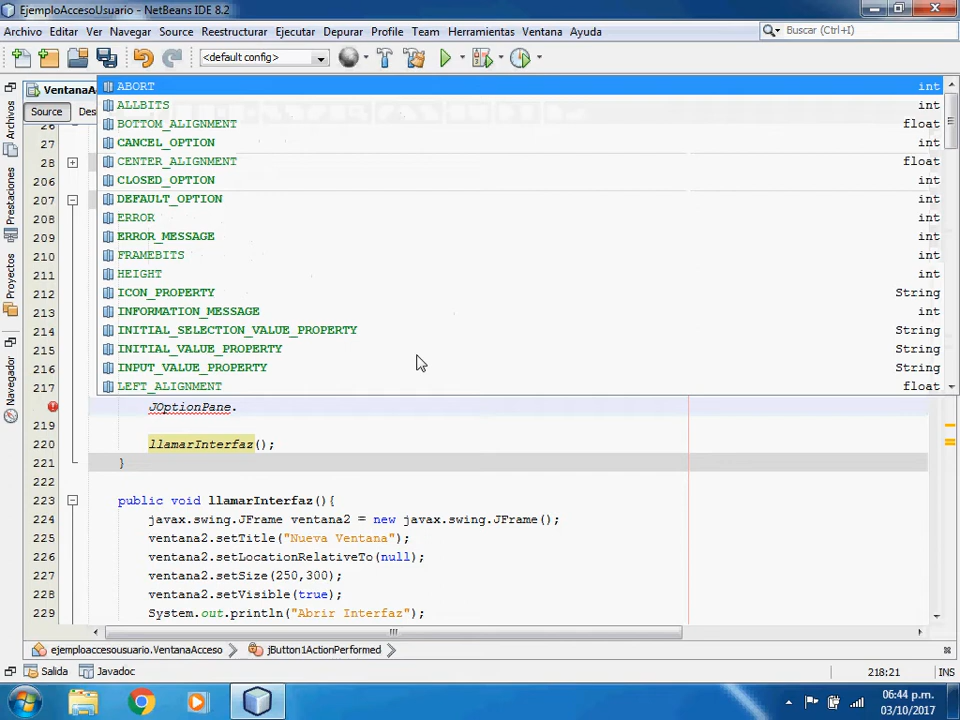 EjemploAccesoUsuario - NetBeans IDE 8.2
Archivo Editar Ver Navegar Source Reestructurar Ejecutar Depurar Profile Team Herramientas Ventana Ayuda
Buscar (Ctrl+I)
<default config>
VentanaA
Source Des
Archivos
Prestaciones
Proyectos
Navegador
ABORT int
ALLBITS int
BOTTOM_ALIGNMENT float
CANCEL_OPTION int
CENTER_ALIGNMENT float
CLOSED_OPTION int
DEFAULT_OPTION int
ERROR int
ERROR_MESSAGE int
FRAMEBITS int
HEIGHT int
ICON_PROPERTY String
INFORMATION_MESSAGE int
INITIAL_SELECTION_VALUE_PROPERTY String
INITIAL_VALUE_PROPERTY String
INPUT_VALUE_PROPERTY String
LEFT_ALIGNMENT float
26
27
28
206
207
208
209
210
211
212
213
214
215
216
217
JOptionPane.
219
220 llamarInterfaz();
221 }
222
223 public void llamarInterfaz(){
224 javax.swing.JFrame ventana2 = new javax.swing.JFrame();
225 ventana2.setTitle("Nueva Ventana");
226 ventana2.setLocationRelativeTo(null);
227 ventana2.setSize(250,300);
228 ventana2.setVisible(true);
229 System.out.println("Abrir Interfaz");
ejemploaccesousuario.VentanaAcceso jButton1ActionPerformed
Salida Javadoc 218:21 INS
06:44 p.m.
03/10/2017